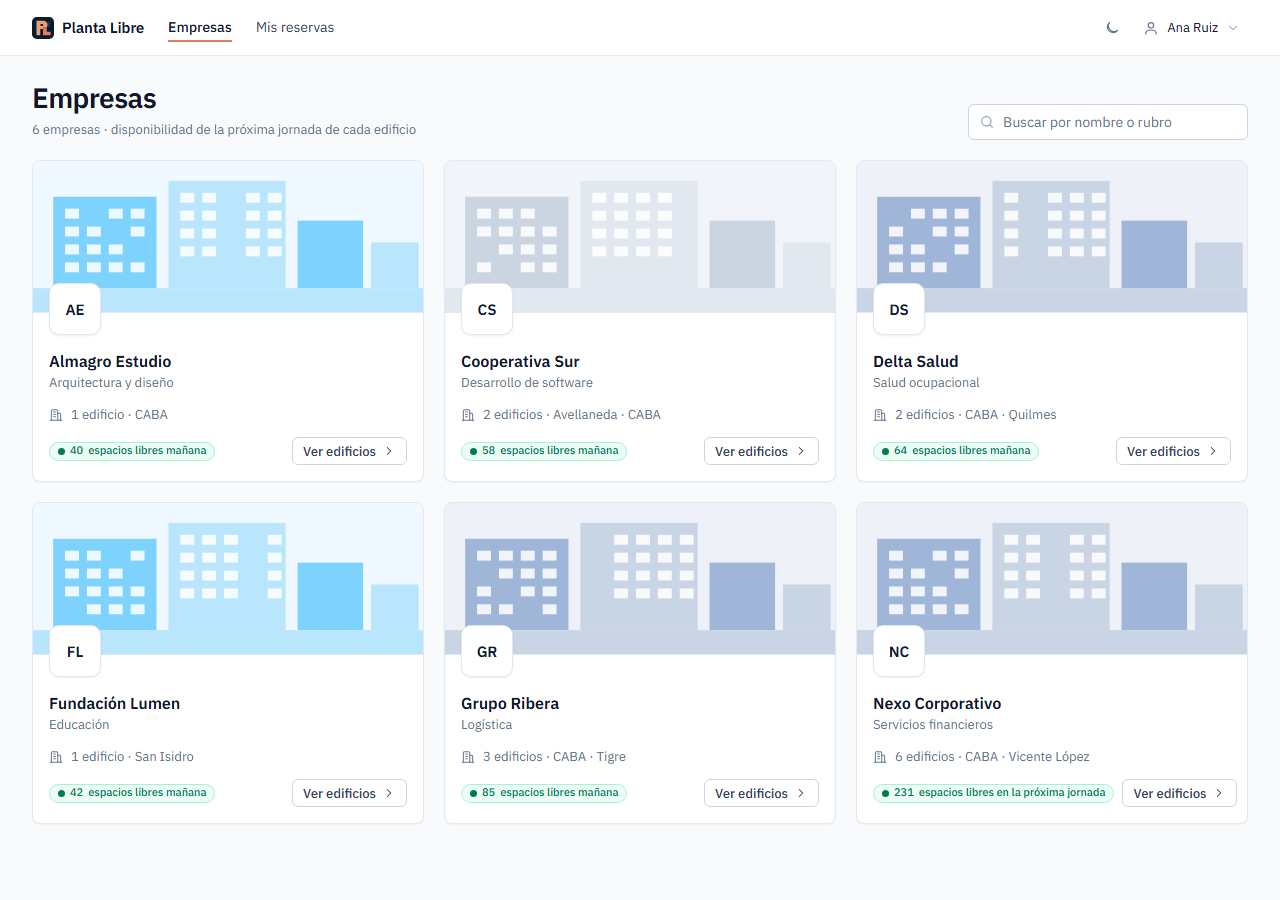 PL Planta Libre Empresas Mis reservas Ana Ruiz
Empresas
6 empresas · disponibilidad de la próxima jornada de cada edificio
Buscar por nombre o rubro
AE
Almagro Estudio
Arquitectura y diseño
1 edificio · CABA
40 espacios libres mañana
Ver edificios
CS
Cooperativa Sur
Desarrollo de software
2 edificios · Avellaneda · CABA
58 espacios libres mañana
Ver edificios
DS
Delta Salud
Salud ocupacional
2 edificios · CABA · Quilmes
64 espacios libres mañana
Ver edificios
FL
Fundación Lumen
Educación
1 edificio · San Isidro
42 espacios libres mañana
Ver edificios
GR
Grupo Ribera
Logística
3 edificios · CABA · Tigre
85 espacios libres mañana
Ver edificios
NC
Nexo Corporativo
Servicios financieros
6 edificios · CABA · Vicente López
231 espacios libres en la próxima jornada
Ver edificios